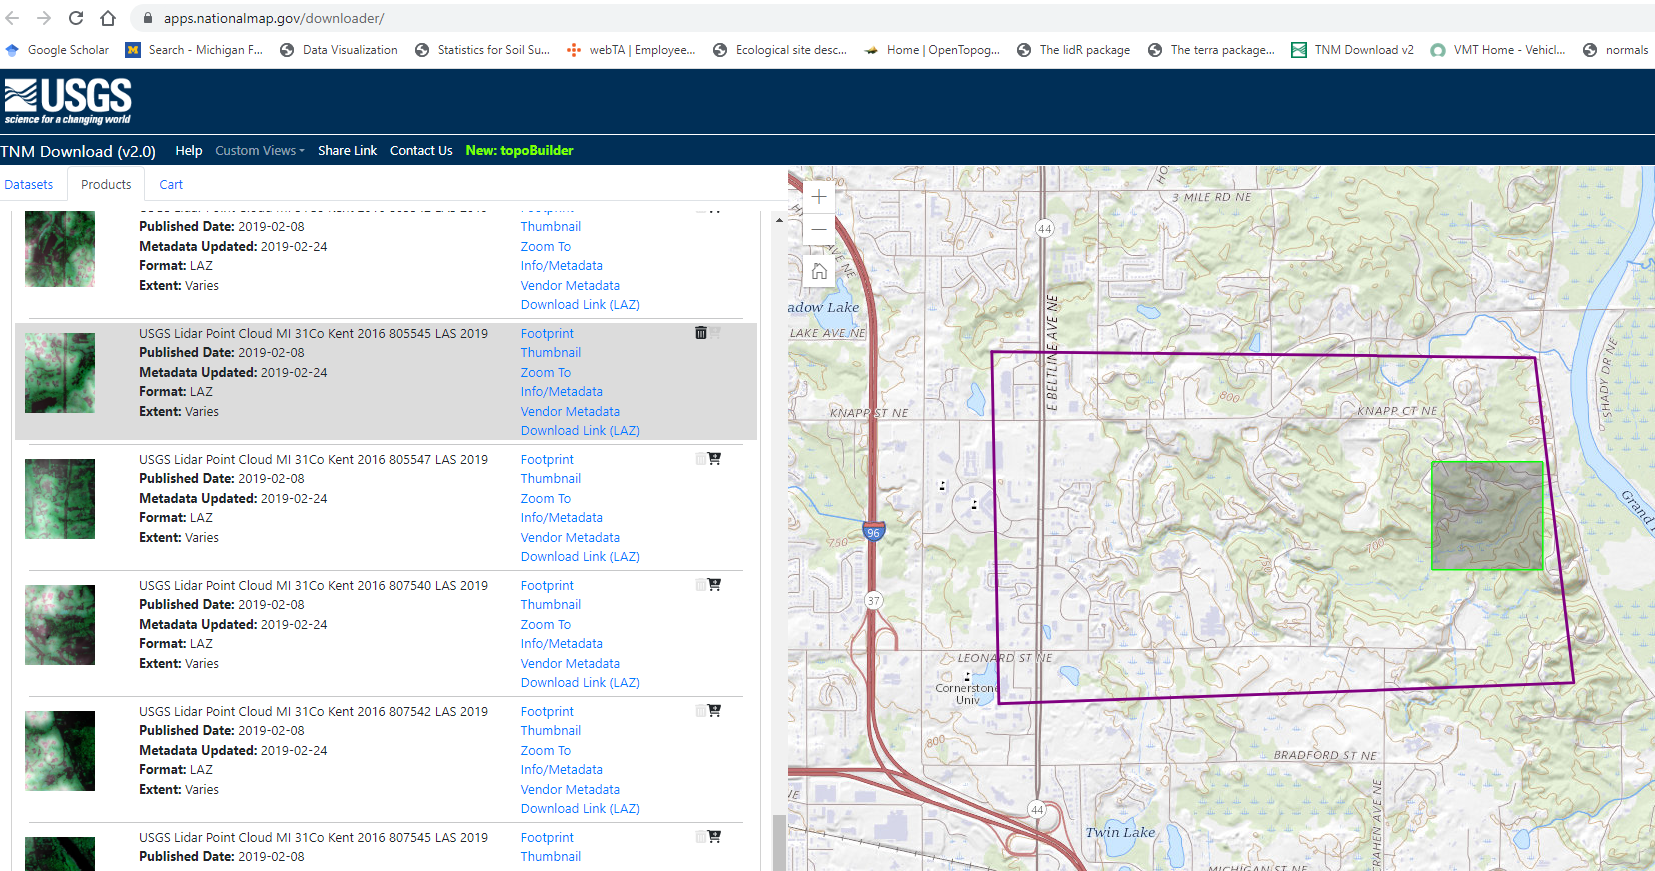 apps.nationalmap.gov/downloader/
Google Scholar
Search - Michigan F...
Data Visualization
Statistics for Soil Su...
webTA | Employee...
Ecological site desc...
Home | OpenTopog...
The lidR package
The terra package...
TNM Download v2
VMT Home - Vehicl...
normals
USGS
science for a changing world
TNM Download (v2.0)
Help
Custom Views
Share Link
Contact Us
New: topoBuilder
Datasets
Products
Cart
Published Date: 2019-02-08
Metadata Updated: 2019-02-24
Format: LAZ
Extent: Varies
Footprint
Thumbnail
Zoom To
Info/Metadata
Vendor Metadata
Download Link (LAZ)
USGS Lidar Point Cloud MI 31Co Kent 2016 805545 LAS 2019
Published Date: 2019-02-08
Metadata Updated: 2019-02-24
Format: LAZ
Extent: Varies
Footprint
Thumbnail
Zoom To
Info/Metadata
Vendor Metadata
Download Link (LAZ)
USGS Lidar Point Cloud MI 31Co Kent 2016 805547 LAS 2019
Published Date: 2019-02-08
Metadata Updated: 2019-02-24
Format: LAZ
Extent: Varies
Footprint
Thumbnail
Zoom To
Info/Metadata
Vendor Metadata
Download Link (LAZ)
USGS Lidar Point Cloud MI 31Co Kent 2016 807540 LAS 2019
Published Date: 2019-02-08
Metadata Updated: 2019-02-24
Format: LAZ
Extent: Varies
Footprint
Thumbnail
Zoom To
Info/Metadata
Vendor Metadata
Download Link (LAZ)
USGS Lidar Point Cloud MI 31Co Kent 2016 807542 LAS 2019
Published Date: 2019-02-08
Metadata Updated: 2019-02-24
Format: LAZ
Extent: Varies
Footprint
Thumbnail
Zoom To
Info/Metadata
Vendor Metadata
Download Link (LAZ)
USGS Lidar Point Cloud MI 31Co Kent 2016 807545 LAS 2019
Published Date: 2019-02-08
Footprint
Thumbnail
3 MILE RD NE
44
adow Lake
LAKE AVE NE
E BELTLINE AVE NE
SHADY DR NE
KNAPP ST NE
800
KNAPP CT NE
650
Grand
96
750
700
37
LEONARD ST NE
Cornerstone
Univ
800
BRADFORD ST NE
44
Twin Lake
RAHEN AVE NE
MICHIGAN ST NE